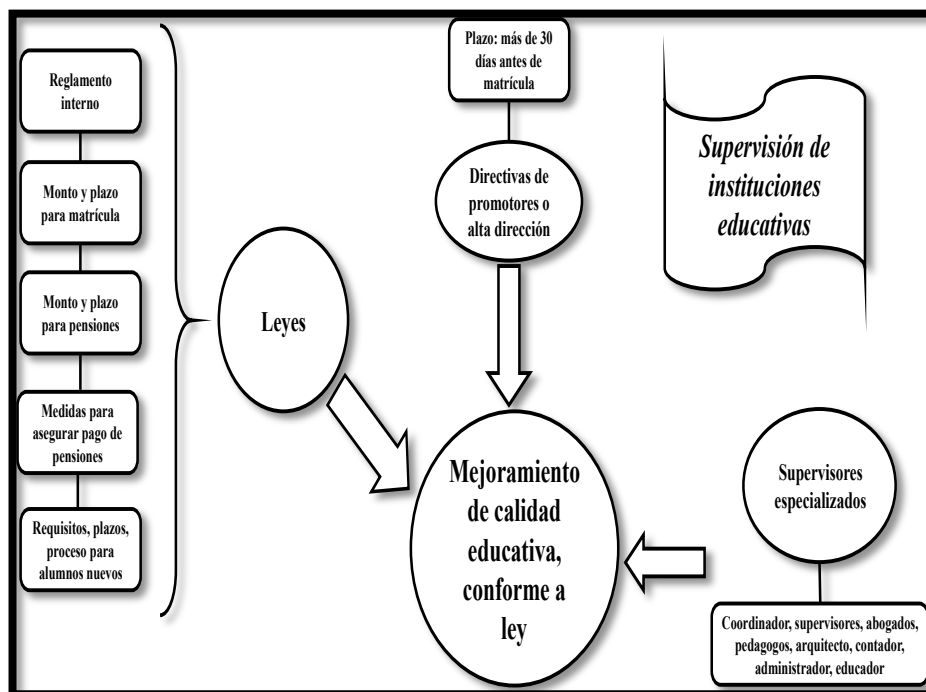 Reglamento
interno
Monto y plazo
para matrícula
Monto y plazo
para pensiones
Medidas para
asegurar pago de
pensiones
Requisitos, plazos,
proceso para
alumnos nuevos
Leyes
Plazo: más de 30
días antes de
matrícula
Directivas de
promotores o
alta dirección
Mejoramiento
de calidad
educativa,
conforme a
ley
Supervisión de
instituciones
educativas
Supervisores
especializados
Coordinador, supervisores, abogados,
pedagogos, arquitecto, contador,
administrador, educador